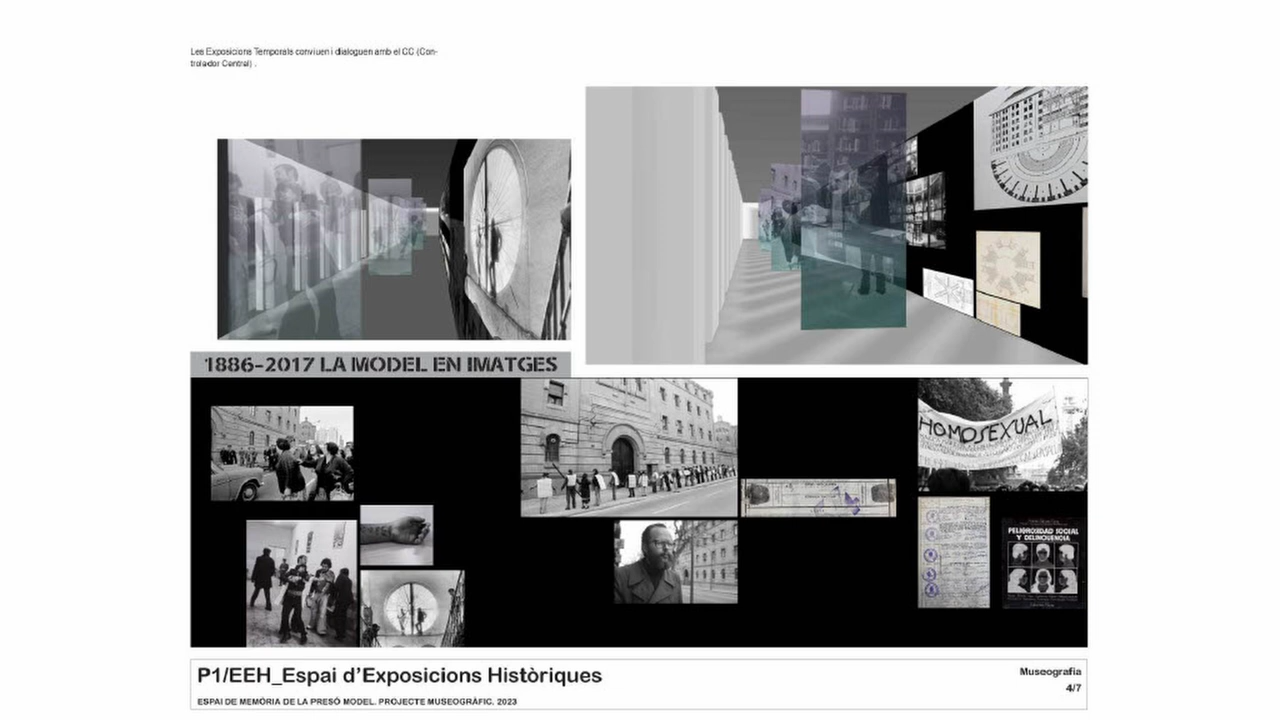 Les Exposicions Temporals conviuen i dialoguen amb el CC (Con-
trolador Central) .
1886-2017 LA MODEL EN IMATGES
HOMOSEXUAL
PELIGROSIDAD SOCIAL
Y DELINCUENCIA
P1/EEH_Espai d'Exposicions Històriques
ESPAI DE MEMÒRIA DE LA PRESÓ MODEL. PROJECTE MUSEOGRÀFIC. 2023
Museografia
4/7